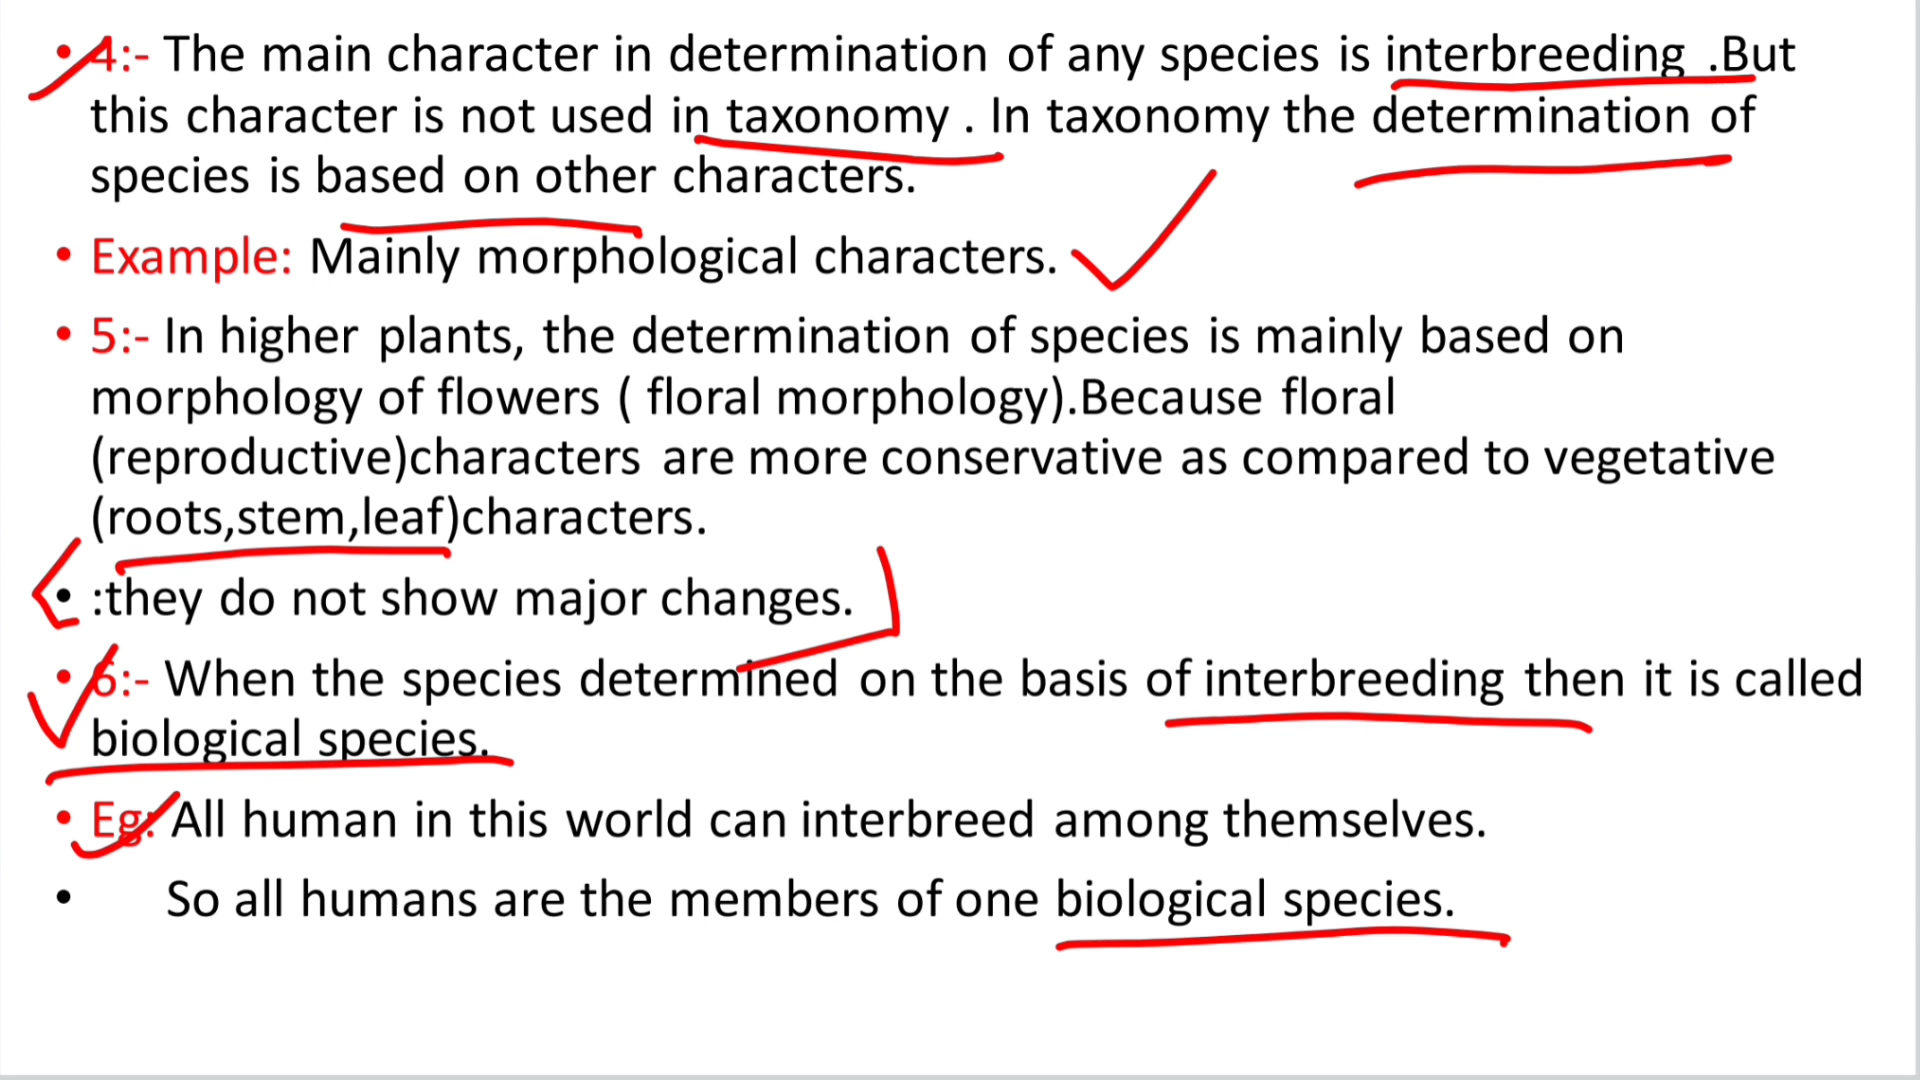 • 4:- The main character in determination of any species is interbreeding .But
this character is not used in taxonomy . In taxonomy the determination of
species is based on other characters.
• Example: Mainly morphological characters.
• 5:- In higher plants, the determination of species is mainly based on
morphology of flowers ( floral morphology).Because floral
(reproductive)characters are more conservative as compared to vegetative
(roots,stem,leaf)characters.
• :they do not show major changes.
• 6:- When the species determined on the basis of interbreeding then it is called
biological species.
• Eg: All human in this world can interbreed among themselves.
• So all humans are the members of one biological species.